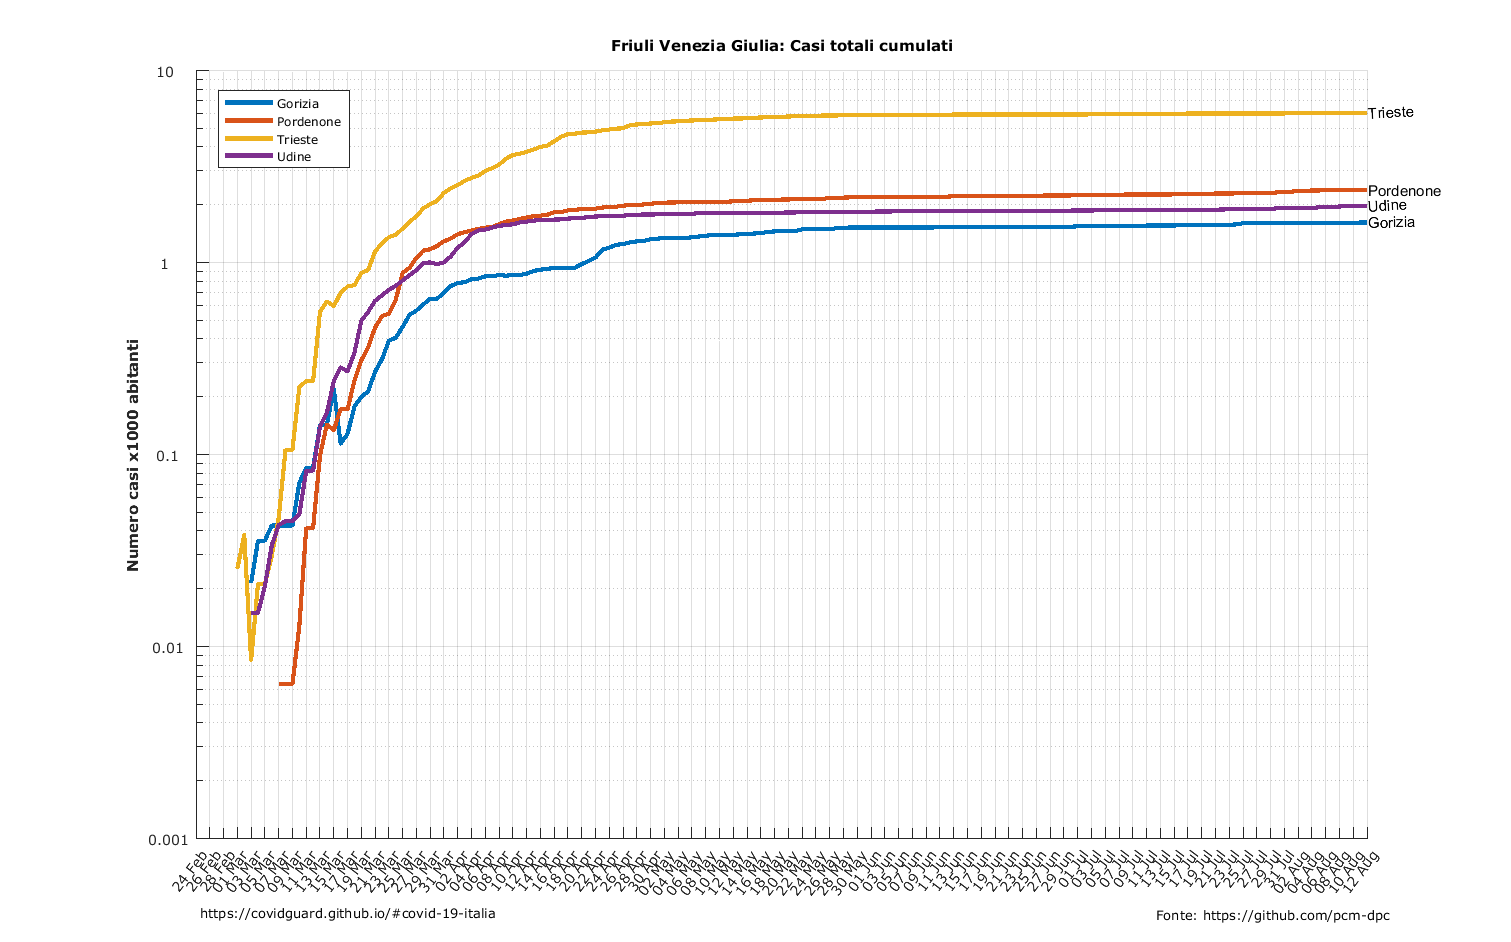 Friuli Venezia Giulia: Casi totali cumulati
10
1
0.1
0.01
0.001
Numero casi x1000 abitanti
Gorizia
Pordenone
Trieste
Udine
Trieste
Pordenone
Udine
Gorizia
24 Feb
26 Feb
28 Feb
01 Mar
03 Mar
05 Mar
07 Mar
09 Mar
11 Mar
13 Mar
15 Mar
17 Mar
19 Mar
21 Mar
23 Mar
25 Mar
27 Mar
29 Mar
31 Mar
02 Apr
04 Apr
06 Apr
08 Apr
10 Apr
12 Apr
14 Apr
16 Apr
18 Apr
20 Apr
22 Apr
24 Apr
26 Apr
28 Apr
30 Apr
02 May
04 May
06 May
08 May
10 May
12 May
14 May
16 May
18 May
20 May
22 May
24 May
26 May
28 May
30 May
01 Jun
03 Jun
05 Jun
07 Jun
09 Jun
11 Jun
13 Jun
15 Jun
17 Jun
19 Jun
21 Jun
23 Jun
25 Jun
27 Jun
29 Jun
01 Jul
03 Jul
05 Jul
07 Jul
09 Jul
11 Jul
13 Jul
15 Jul
17 Jul
19 Jul
21 Jul
23 Jul
25 Jul
27 Jul
29 Jul
31 Jul
02 Aug
04 Aug
06 Aug
08 Aug
10 Aug
12 Aug
https://covidguard.github.io/#covid-19-italia
Fonte: https://github.com/pcm-dpc